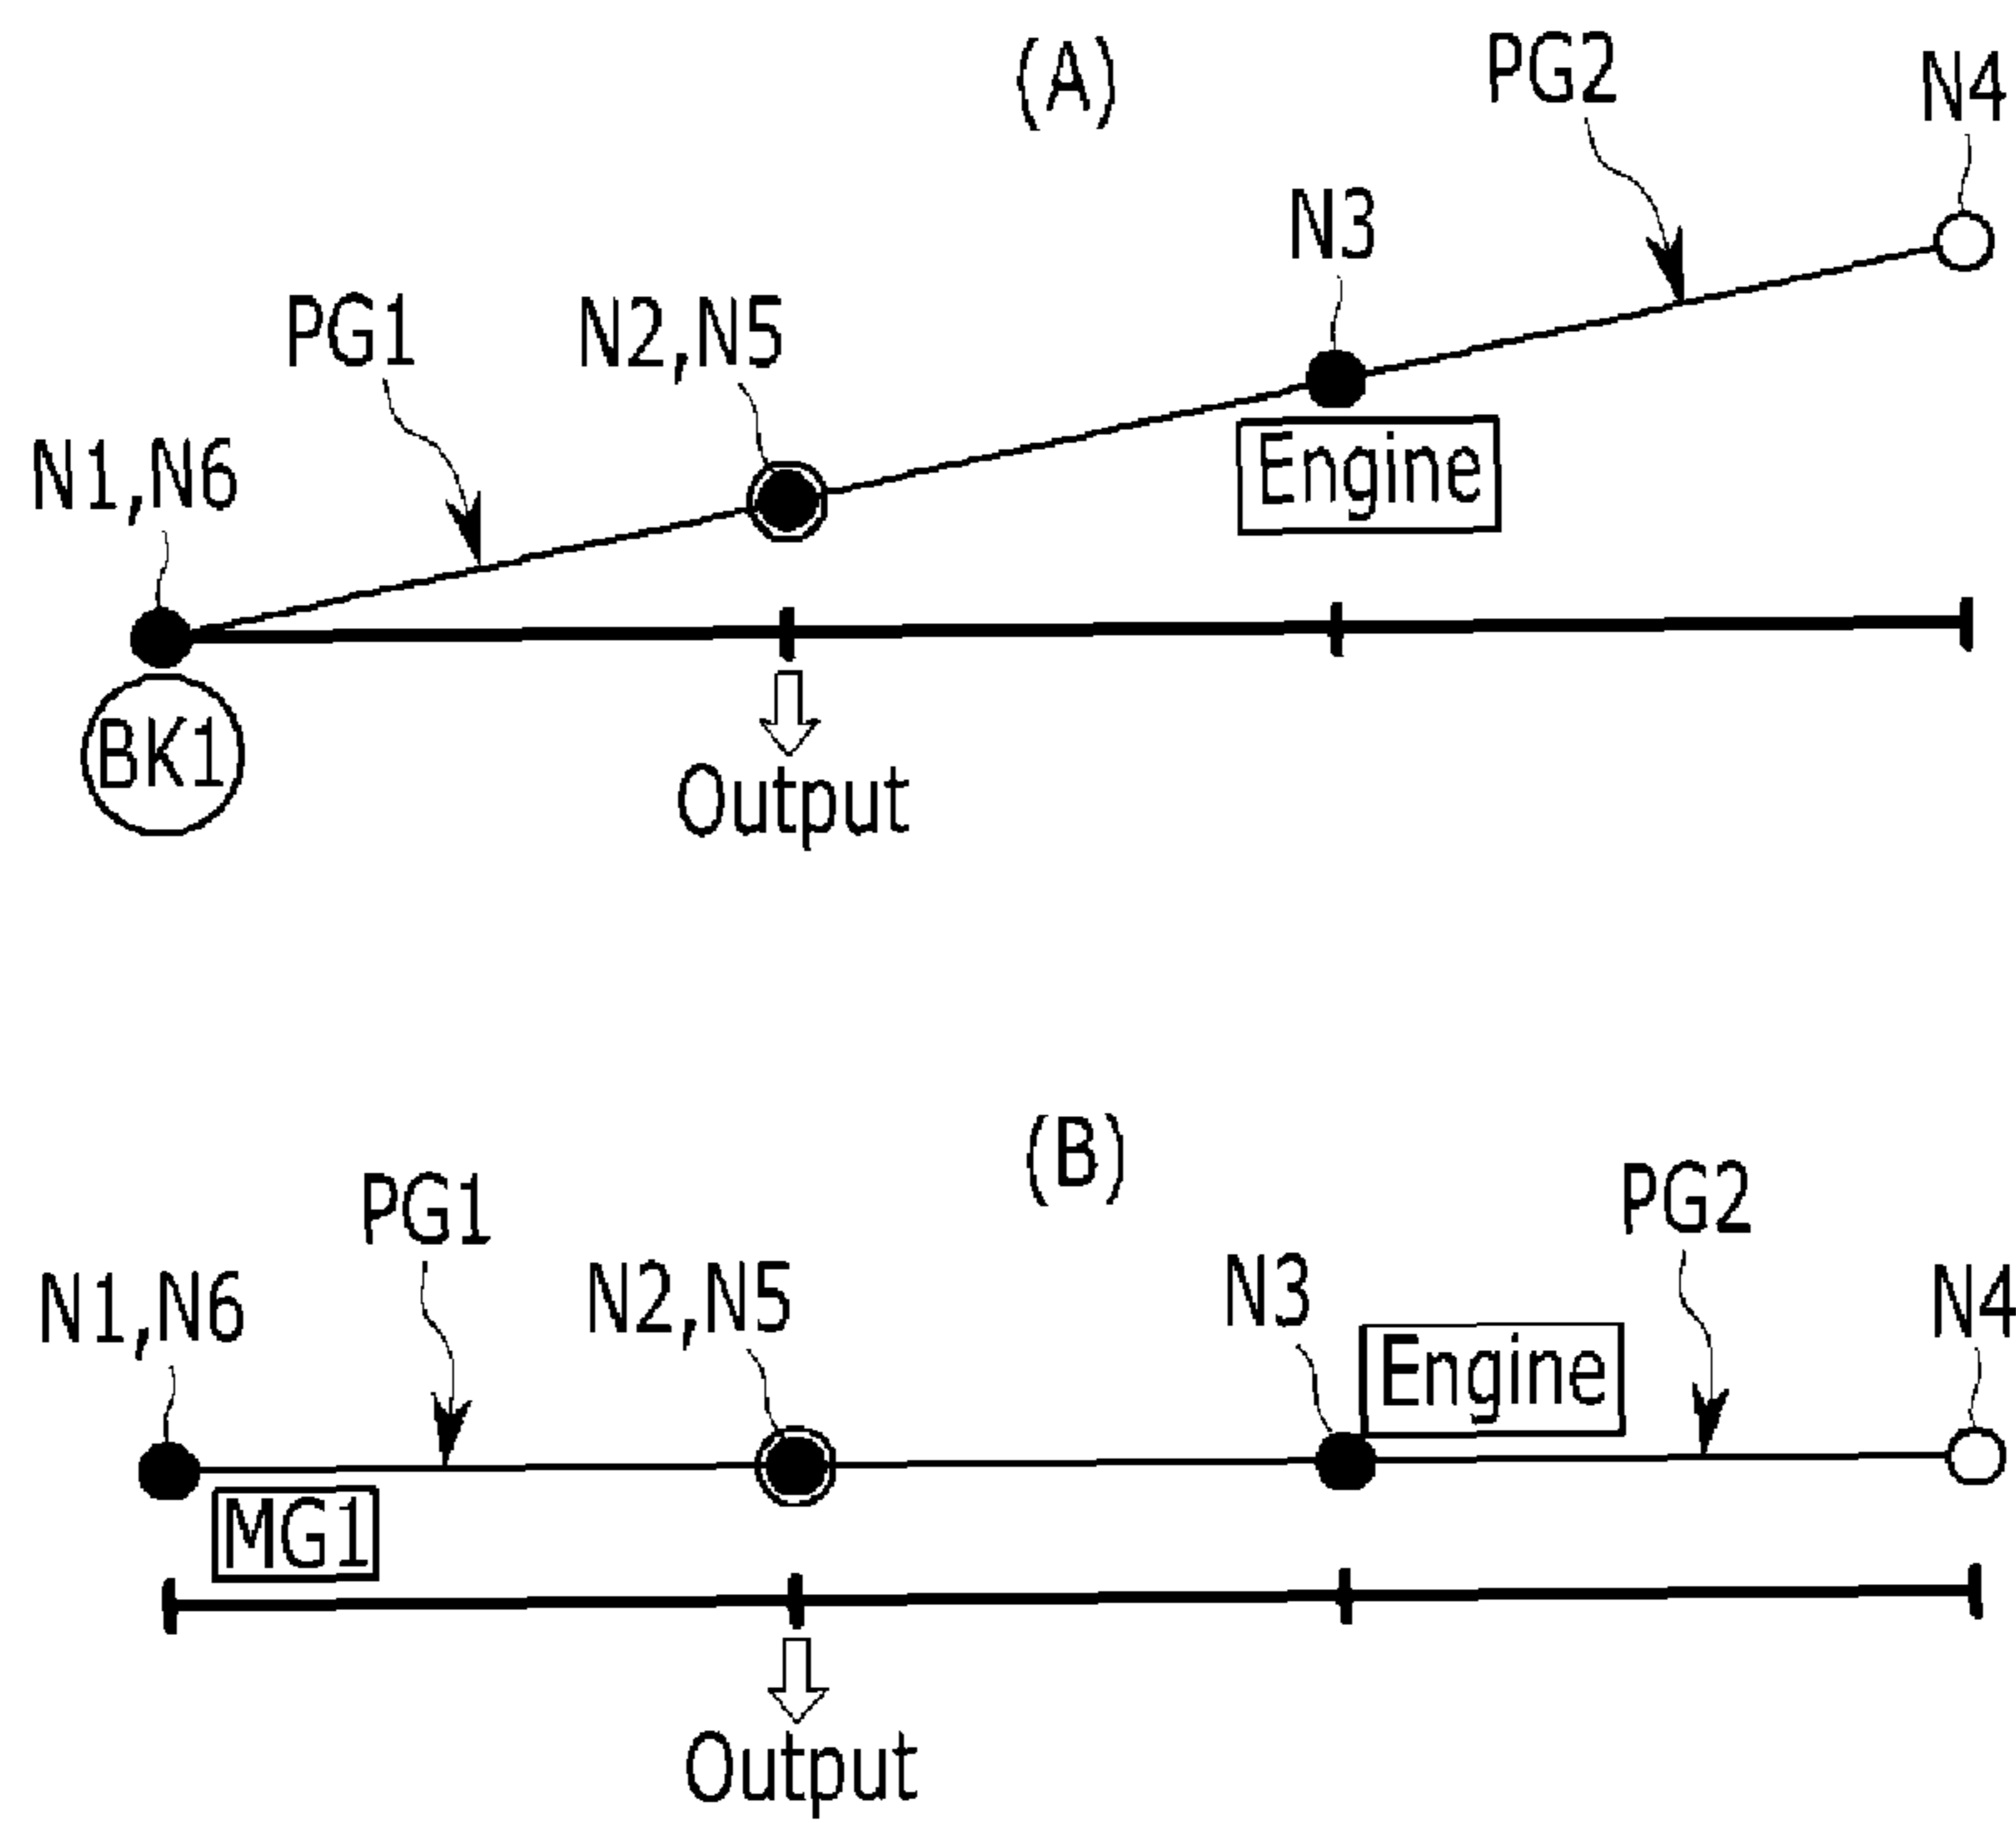 (A)
PG2
N4
N3
PG1
N2,N5
N1,N6
Engine
BK1
Output
(B)
PG1
PG2
N1,N6
N2,N5
N3
Engine
N4
MG1
Output